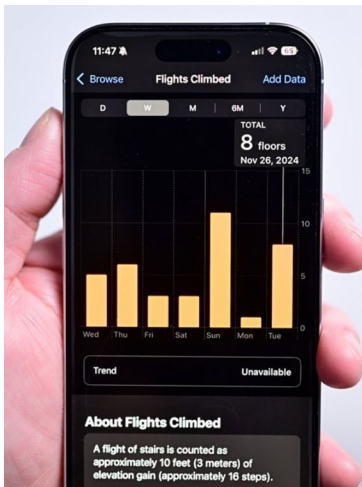 11:47
65
Browse
Flights Climbed
Add Data
D W M 6M Y
TOTAL
8 floors
Nov 26, 2024
15
10
5
0
Wed Thu Fri Sat Sun Mon Tue
Trend
Unavailable
About Flights Climbed
A flight of stairs is counted as
approximately 10 feet (3 meters) of
elevation gain (approximately 16 steps).